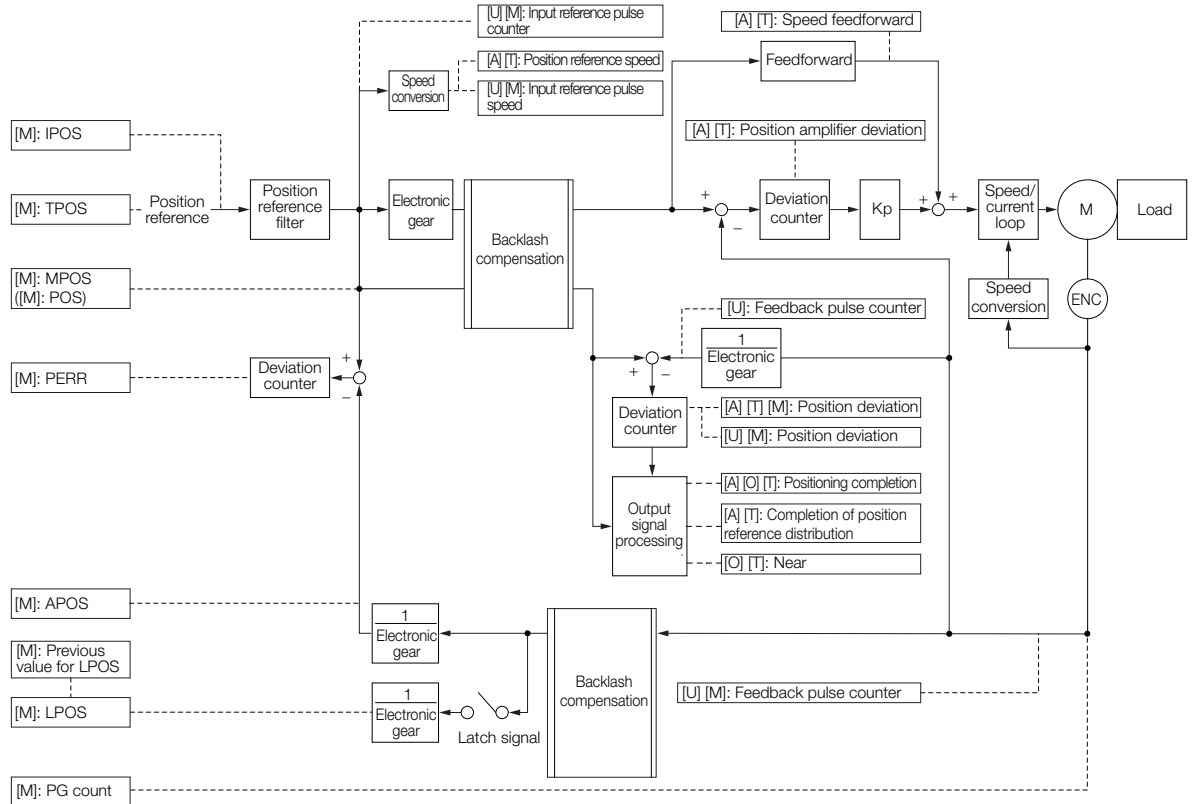 [U] [M]: Input reference pulse
counter
[A] [T]: Speed feedforward
[A] [T]: Position reference speed
Feedforward
Speed
conversion
[U] [M]: Input reference pulse
speed
[M]: IPOS
[A] [T]: Position amplifier deviation
[M]: TPOS
Position
reference
Position
reference
filter
Electronic
gear
Backlash
compensation
+
−
Deviation
counter
Kp
+
+
Speed/
current
loop
M
Load
[M]: MPOS
([M]: POS)
Speed
conversion
ENC
[U]: Feedback pulse counter
1
Electronic
gear
+
−
[M]: PERR
Deviation
counter
+
−
Deviation
counter
[A] [T] [M]: Position deviation
[U] [M]: Position deviation
Output
signal
processing
[A] [O] [T]: Positioning completion
[A] [T]: Completion of position
reference distribution
[O] [T]: Near
[M]: APOS
1
Electronic
gear
[M]: Previous
value for LPOS
Backlash
compensation
[U] [M]: Feedback pulse counter
[M]: LPOS
1
Electronic
gear
Latch signal
[M]: PG count